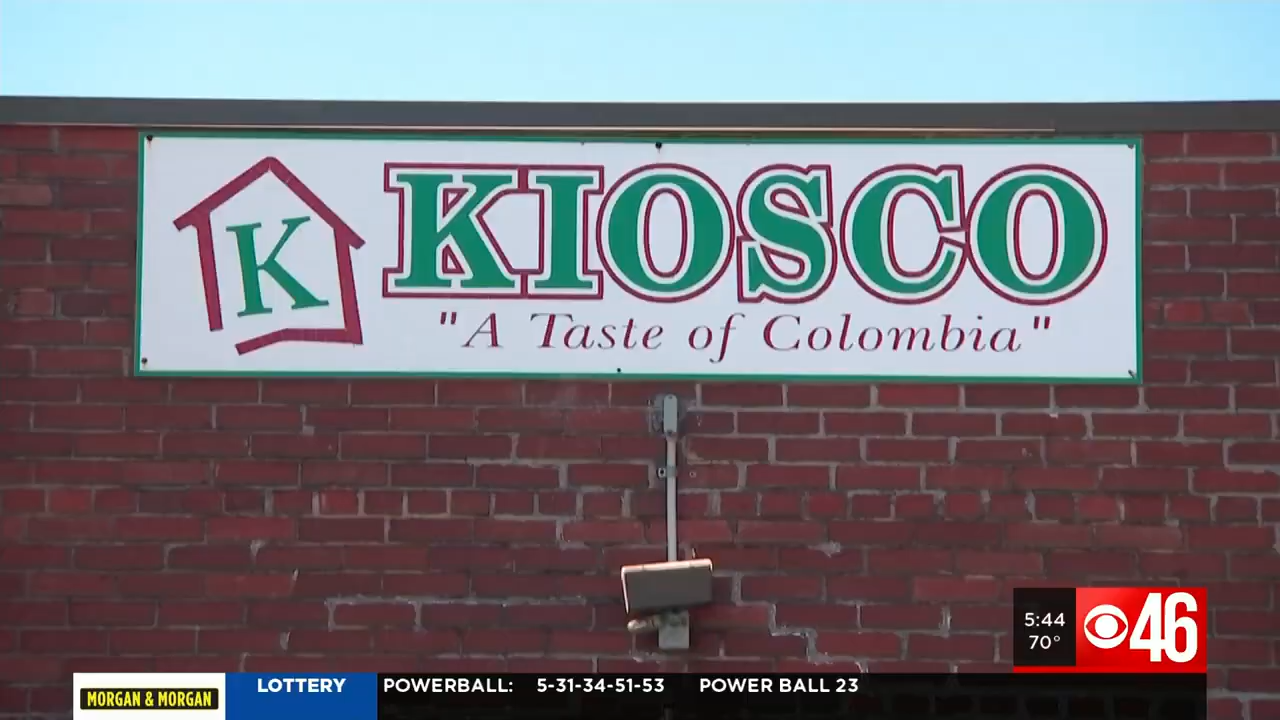 K
KIOSCO
"A Taste of Colombia"
5:44
70°
46
MORGAN & MORGAN
LOTTERY
POWERBALL: 5-31-34-51-53 POWER BALL 23